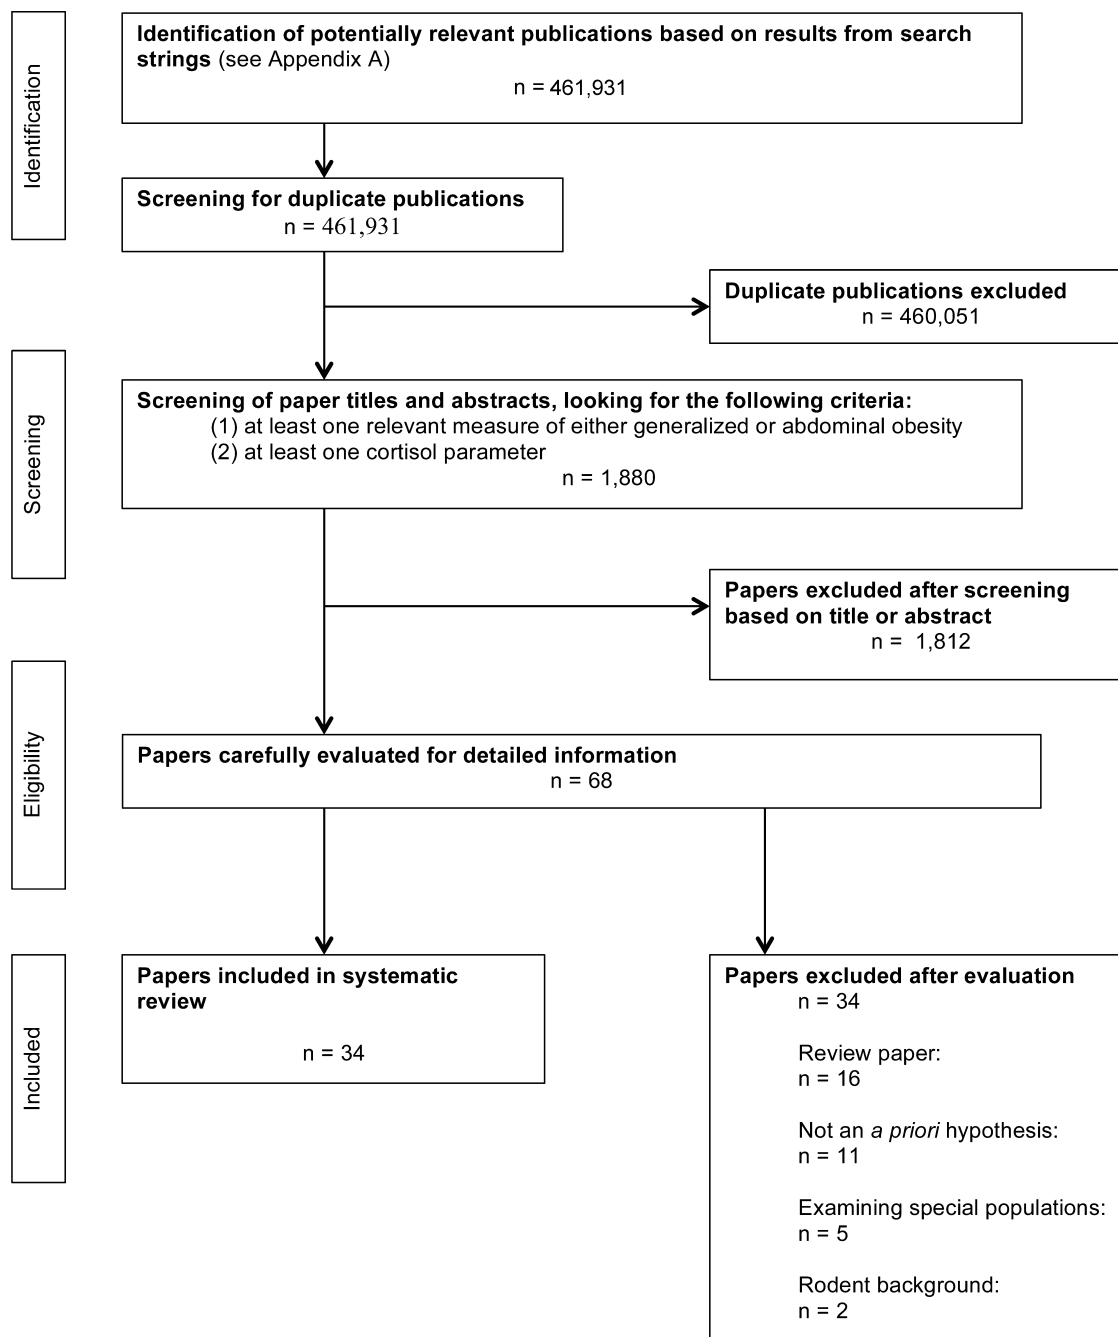 Identification
Identification of potentially relevant publications based on results from search
strings (see Appendix A)
n = 461,931
Screening for duplicate publications
n = 461,931
Duplicate publications excluded
n = 460,051
Screening
Screening of paper titles and abstracts, looking for the following criteria:
(1) at least one relevant measure of either generalized or abdominal obesity
(2) at least one cortisol parameter
n = 1,880
Papers excluded after screening
based on title or abstract
n = 1,812
Eligibility
Papers carefully evaluated for detailed information
n = 68
Included
Papers included in systematic
review
n = 34
Papers excluded after evaluation
n = 34
Review paper:
n = 16
Not an a priori hypothesis:
n = 11
Examining special populations:
n = 5
Rodent background:
n = 2